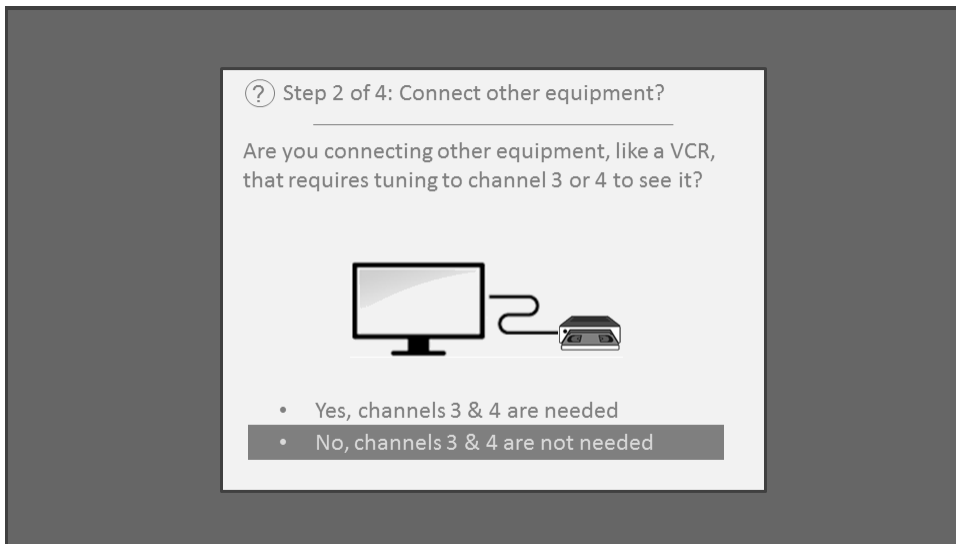 ? Step 2 of 4: Connect other equipment?
Are you connecting other equipment, like a VCR,
that requires tuning to channel 3 or 4 to see it?
• Yes, channels 3 & 4 are needed
• No, channels 3 & 4 are not needed